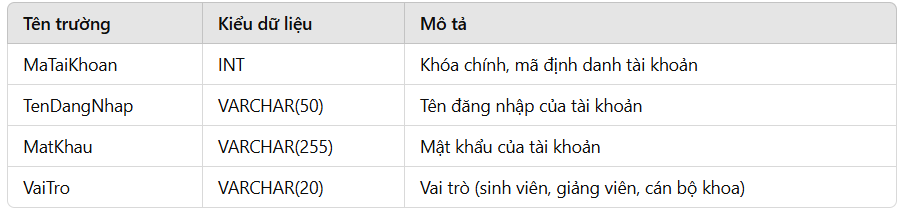 Tên trường Kiểu dữ liệu Mô tả
MaTaiKhoan INT Khóa chính, mã định danh tài khoản
TenDangNhap VARCHAR(50) Tên đăng nhập của tài khoản
MatKhau VARCHAR(255) Mật khẩu của tài khoản
VaiTro VARCHAR(20) Vai trò (sinh viên, giảng viên, cán bộ khoa)